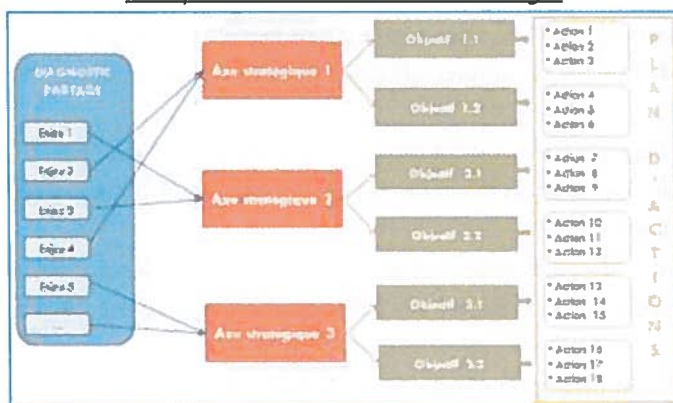 DIAGNOSTIC
PARTAGÉ
Enjeu 1
Enjeu 2
Enjeu 3
Enjeu 4
Enjeu 5
...
Axe stratégique 1
Axe stratégique 2
Axe stratégique 3
Objectif 1.1
Objectif 1.2
Objectif 2.1
Objectif 2.2
Objectif 3.1
Objectif 3.2
* Action 1
* Action 2
* Action 3
* Action 4
* Action 5
* Action 6
* Action 7
* Action 8
* Action 9
* Action 10
* Action 11
* Action 12
* Action 13
* Action 14
* Action 15
* Action 16
* Action 17
* Action 18
PLAN D'ACTIONS